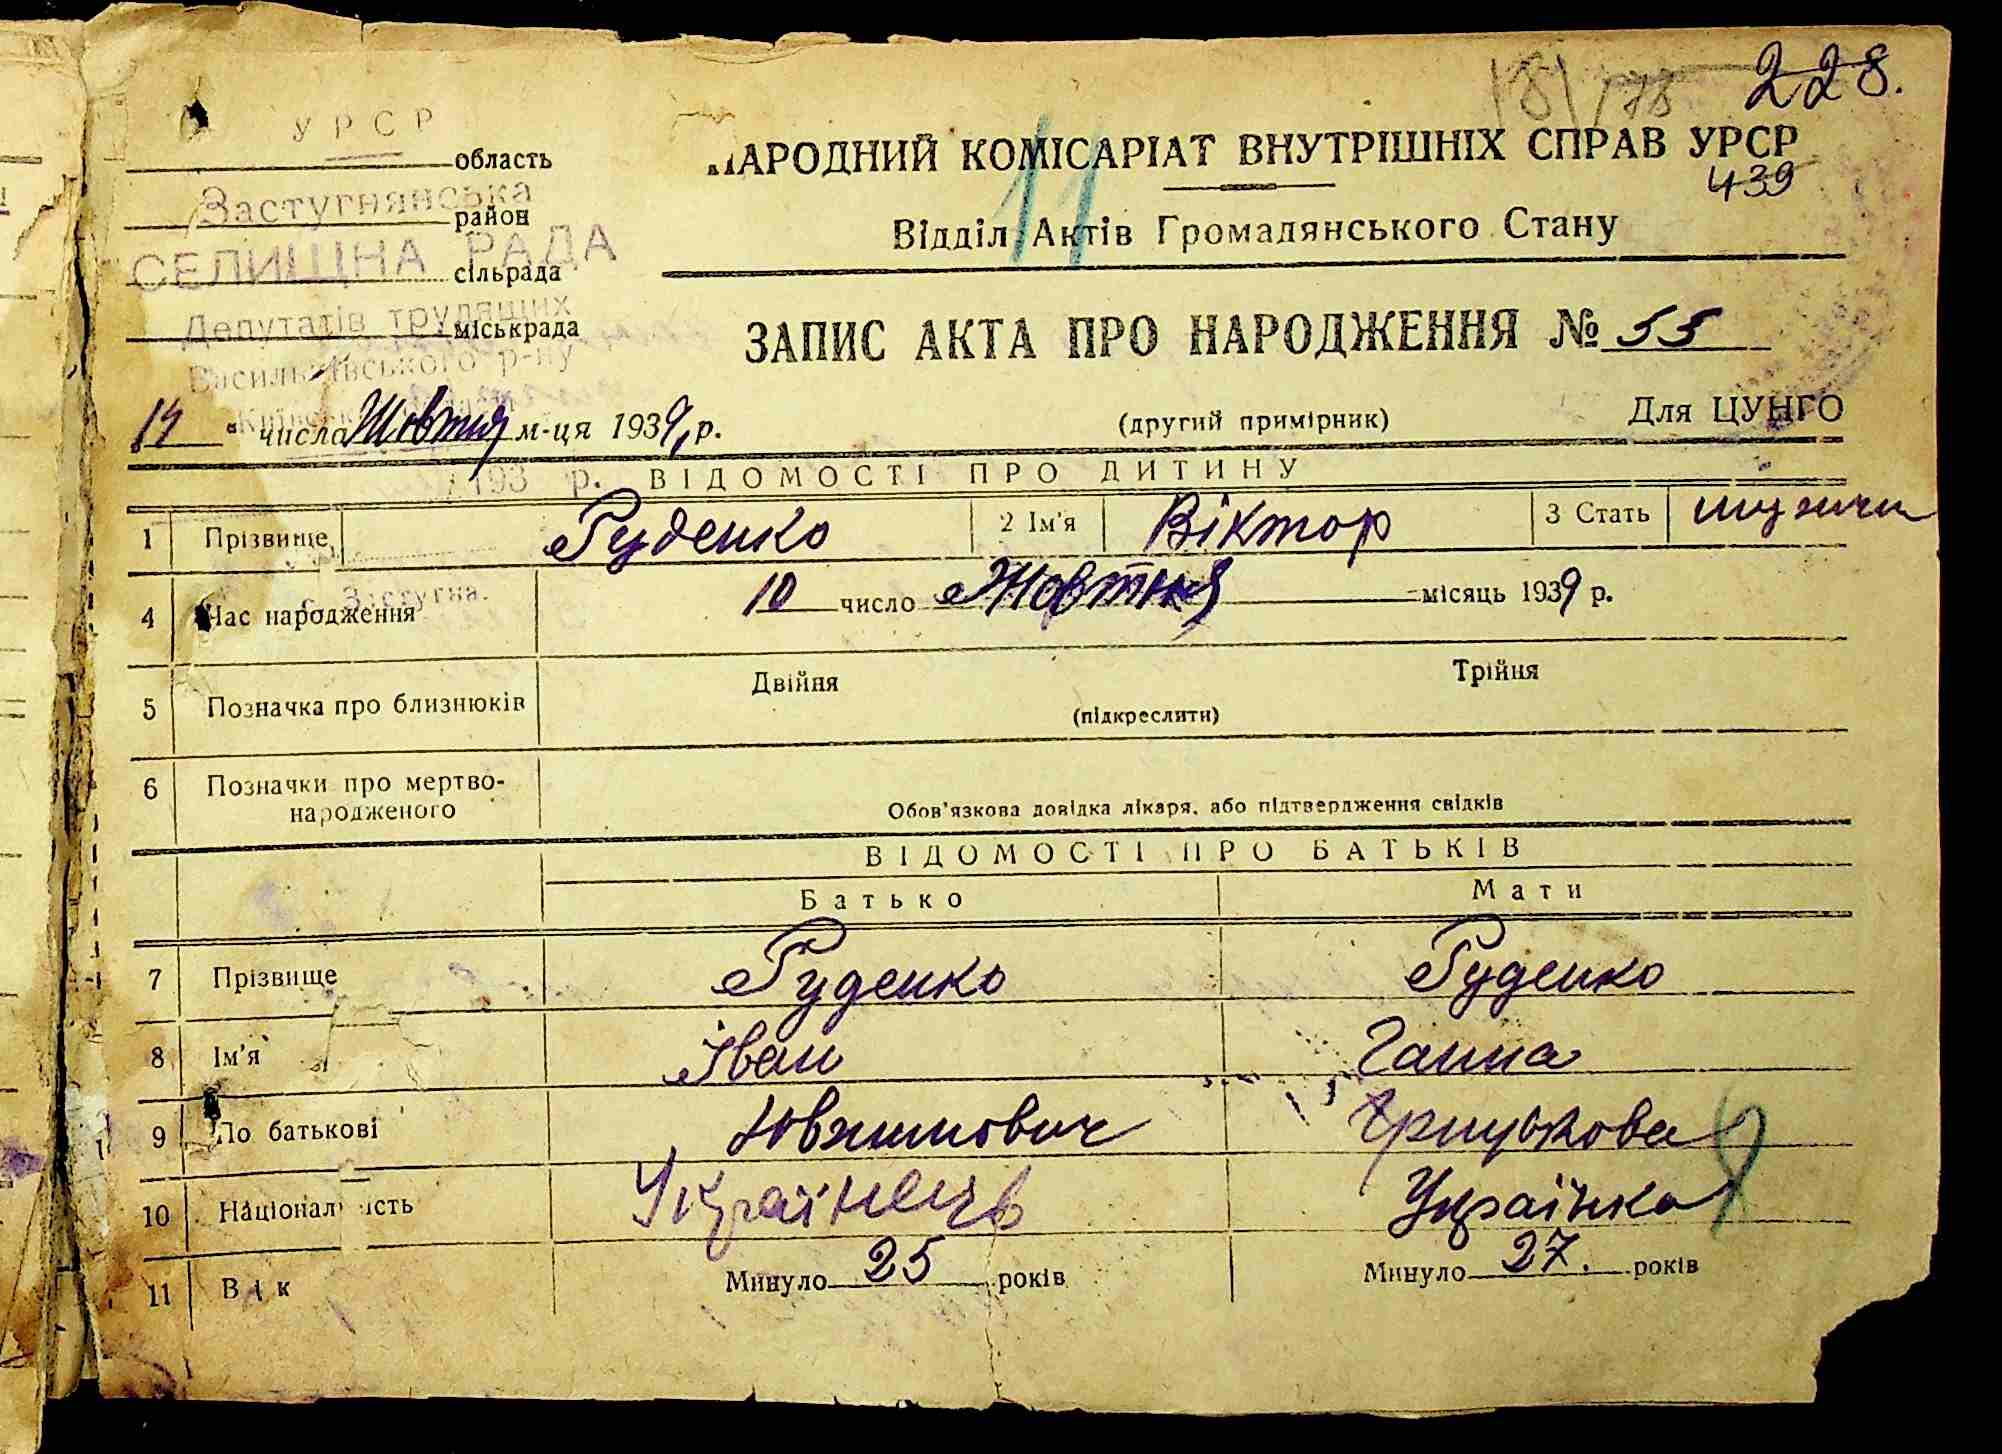 228.
УРСР
область
Застугнянська
район
СЕЛИЩНА РАДА
сільрада
Депутатів трудящих
міськрада
Васильківського р-ну
НАРОДНИЙ КОМІСАРІАТ ВНУТРІШНІХ СПРАВ УРСР
439
Відділ Актів Громадянського Стану
ЗАПИС АКТА ПРО НАРОДЖЕННЯ № 55
14 " числа Жовтня м-ця 1939, р.
(другий примірник)
Для ЦУНГО
193 р.
ВІДОМОСТІ ПРО ДИТИНУ
1 Прізвище Руденко 2 Ім'я Віктор 3 Стать
с. Застугна.
4 Час народження 10 число Жовтня місяць 1939 р.
5 Позначка про близнюків Двійня Трійня
(підкреслити)
6 Позначки про мертво-
народженого
Обов'язкова довідка лікаря, або підтвердження свідків
ВІДОМОСТІ ПРО БАТЬКІВ
Батько Мати
7 Прізвище Руденко Руденко
8 Ім'я Іван Ганна
9 По батькові
10 Національність Українець Українка
11 Вік Минуло 25 років Минуло 27. років